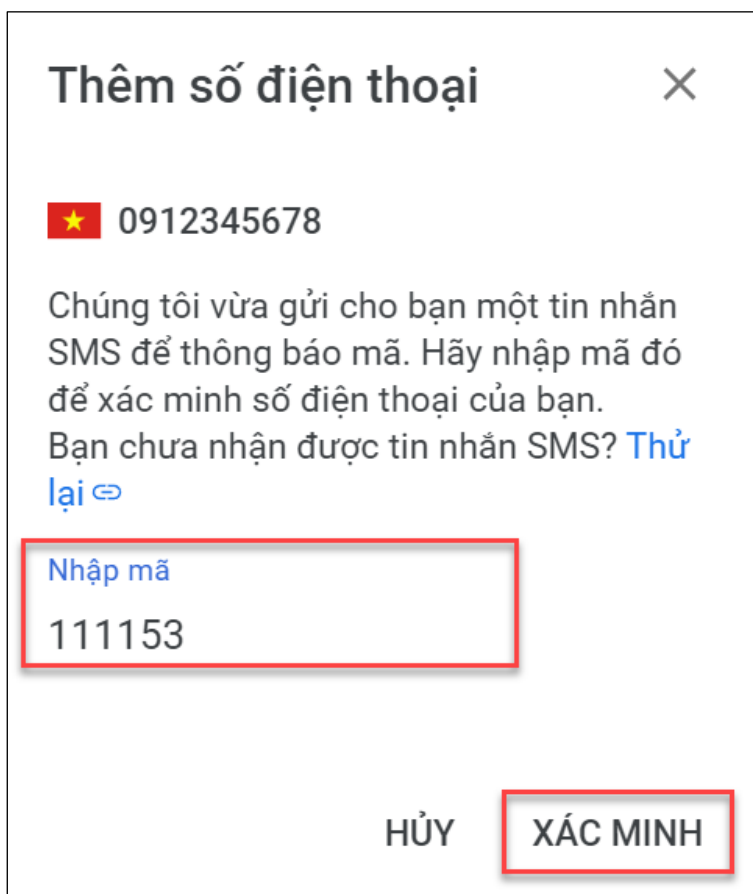 Thêm số điện thoại
0912345678
Chúng tôi vừa gửi cho bạn một tin nhắn
SMS để thông báo mã. Hãy nhập mã đó
để xác minh số điện thoại của bạn.
Bạn chưa nhận được tin nhắn SMS? Thử
lại
Nhập mã
111153
HỦY XÁC MINH